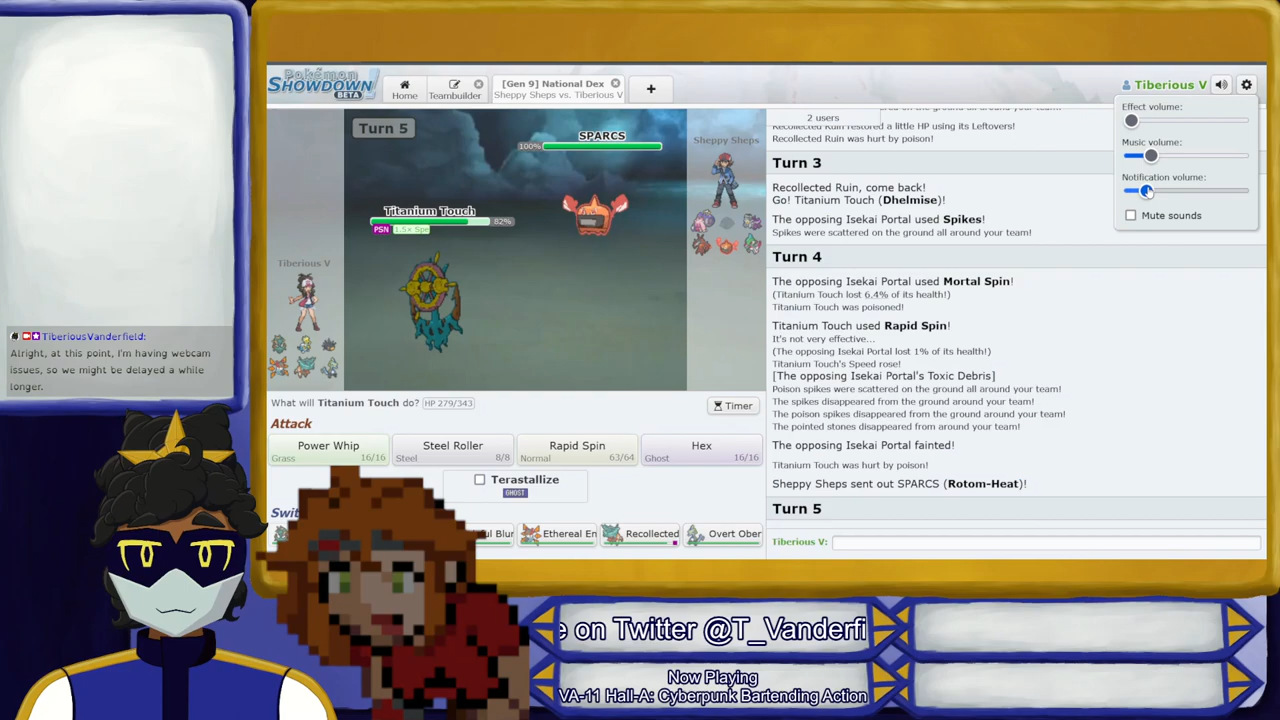 Pokémon
SHOWDOWN
BETA
Home
Teambuilder
[Gen 9] National Dex
Sheppy Sheps vs. Tiberious V
+
Tiberious V
Effect volume:
Music volume:
Notification volume:
Mute sounds
Turn 5
SPARCS
100%
Titanium Touch
82%
PSN 1.5× Spe
Tiberious V
Sheppy Sheps
2 users
Recollected Ruin restored a little HP using its Leftovers!
Recollected Ruin was hurt by poison!
Turn 3
Recollected Ruin, come back!
Go! Titanium Touch (Dhelmise)!
The opposing Isekai Portal used Spikes!
Spikes were scattered on the ground all around your team!
Turn 4
The opposing Isekai Portal used Mortal Spin!
(Titanium Touch lost 6.4% of its health!)
Titanium Touch was poisoned!
Titanium Touch used Rapid Spin!
It's not very effective...
(The opposing Isekai Portal lost 1% of its health!)
Titanium Touch's Speed rose!
[The opposing Isekai Portal's Toxic Debris]
Poison spikes were scattered on the ground all around your team!
The spikes disappeared from the ground around your team!
The poison spikes disappeared from the ground around your team!
The pointed stones disappeared from around your team!
The opposing Isekai Portal fainted!
Titanium Touch was hurt by poison!
Sheppy Sheps sent out SPARCS (Rotom-Heat)!
Turn 5
Tiberious V:
What will Titanium Touch do? HP 279/343
Timer
Attack
Power Whip
Grass 16/16
Steel Roller
Steel 8/8
Rapid Spin
Normal 63/64
Hex
Ghost 16/16
Terastallize
GHOST
Swit
ul Blur
Ethereal En
Recollected
Overt Ober
TiberiousVanderfield:
Alright, at this point, I'm having webcam
issues, so we might be delayed a while
longer.
e on Twitter @T_Vanderfi
Now Playing
VA-11 Hall-A: Cyberpunk Bartending Action